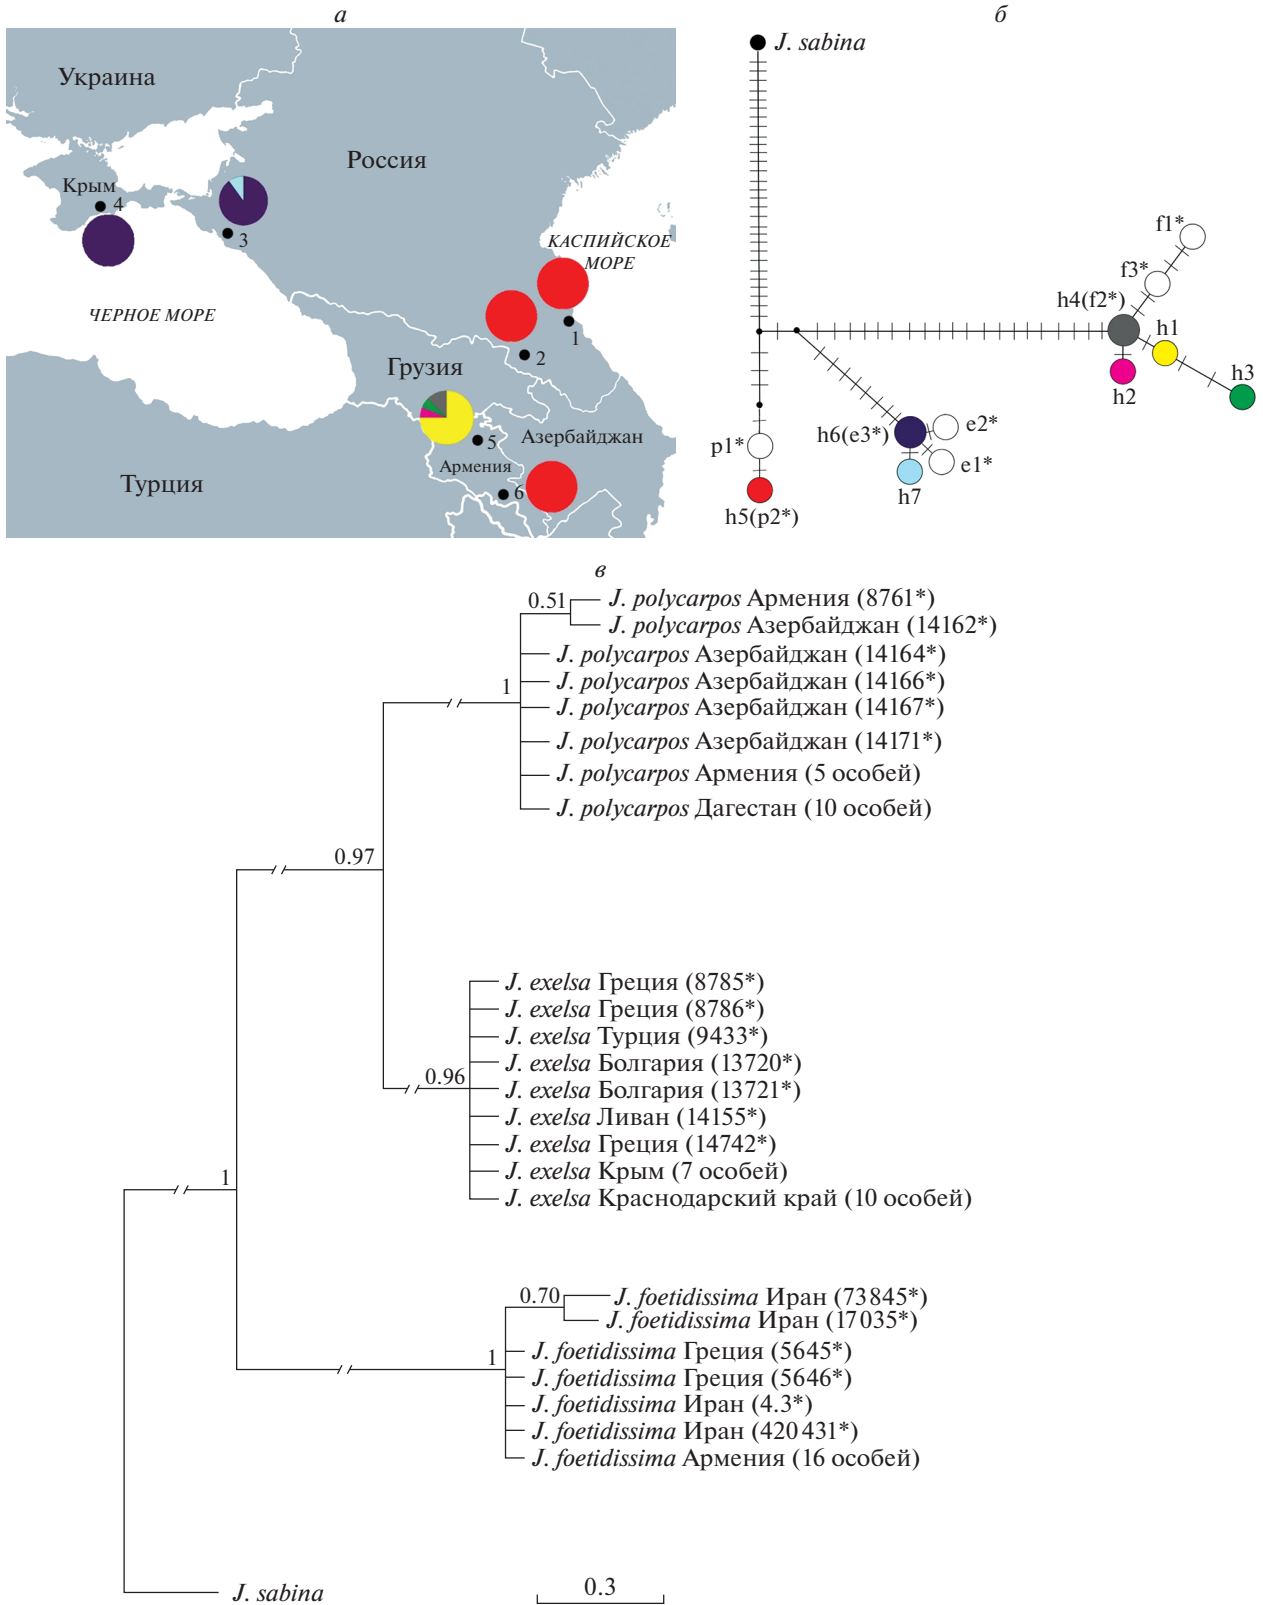 а
Украина
Россия
Крым
4
3
КАСПИЙСКОЕ
МОРЕ
ЧЕРНОЕ МОРЕ
1
2
Грузия
5
Азербайджан
Армения
6
Турция
б
J. sabina
f1*
f3*
h4(f2*)
h1
h3
h2
p1*
h6(e3*)
e2*
e1*
h7
h5(p2*)
в
0.51
J. polycarpos Армения (8761*)
J. polycarpos Азербайджан (14162*)
J. polycarpos Азербайджан (14164*)
J. polycarpos Азербайджан (14166*)
1
J. polycarpos Азербайджан (14167*)
J. polycarpos Азербайджан (14171*)
J. polycarpos Армения (5 особей)
J. polycarpos Дагестан (10 особей)
0.97
J. exelsa Греция (8785*)
J. exelsa Греция (8786*)
J. exelsa Турция (9433*)
J. exelsa Болгария (13720*)
0.96
J. exelsa Болгария (13721*)
J. exelsa Ливан (14155*)
J. exelsa Греция (14742*)
J. exelsa Крым (7 особей)
1
J. exelsa Краснодарский край (10 особей)
0.70
J. foetidissima Иран (73845*)
J. foetidissima Иран (17035*)
J. foetidissima Греция (5645*)
1
J. foetidissima Греция (5646*)
J. foetidissima Иран (4.3*)
J. foetidissima Иран (420431*)
J. foetidissima Армения (16 особей)
J. sabina
0.3